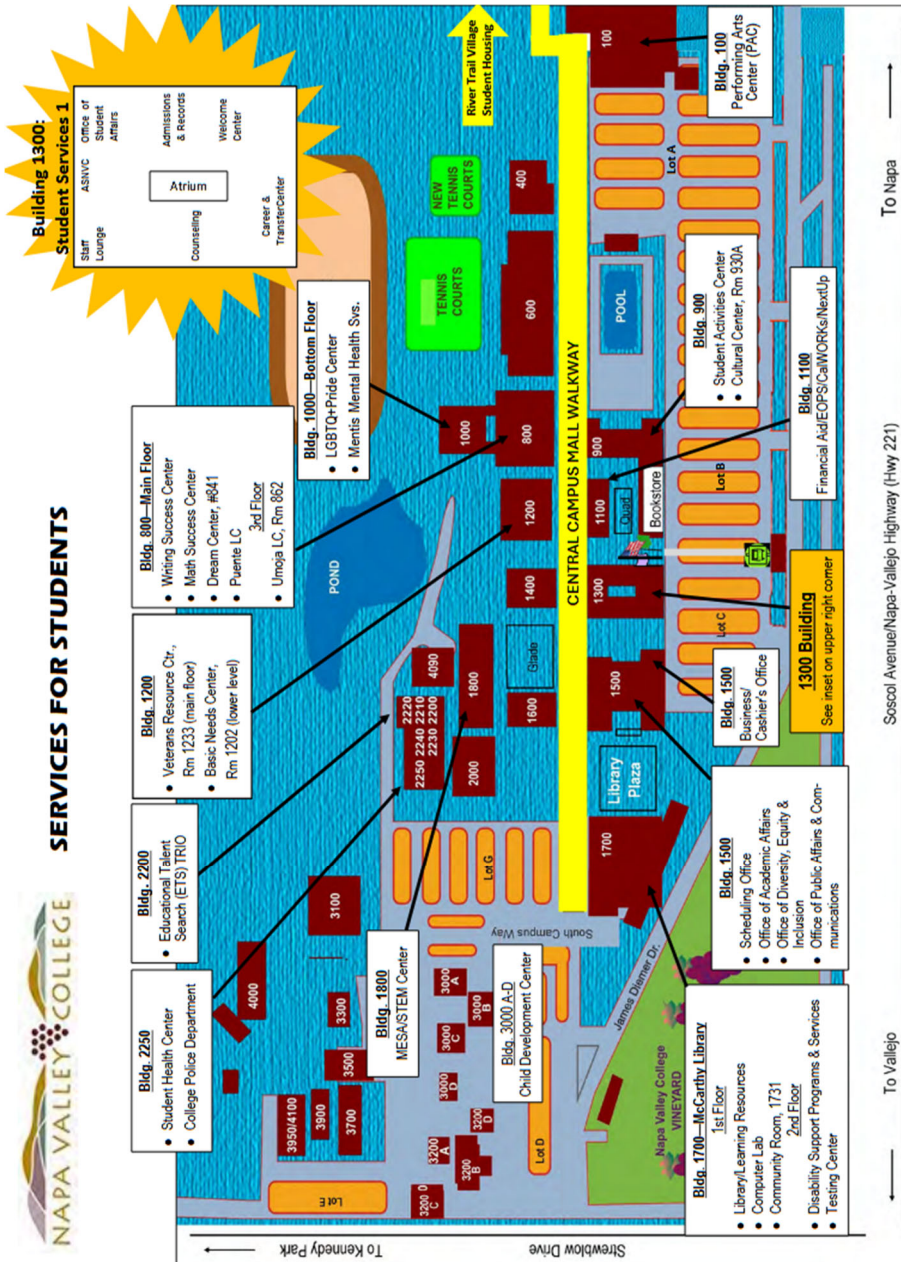 NAPA VALLEY COLLEGE
SERVICES FOR STUDENTS
Building 1300:
Student Services 1
Staff
Lounge
ASNVC
Office of
Student
Affairs
Counseling
Atrium
Admissions
& Records
Career &
TransferCenter
Welcome
Center
Bldg. 2250
• Student Health Center
• College Police Department
Bldg. 2200
• Educational Talent
Search (ETS) TRIO
Bldg. 1200
• Veterans Resource Ctr.,
Rm 1233 (main floor)
• Basic Needs Center,
Rm 1202 (lower level)
Bldg. 800—Main Floor
• Writing Success Center
• Math Success Center
• Dream Center, #841
• Puente LC
3rd Floor
• Umoja LC, Rm 862
Bldg. 1000—Bottom Floor
• LGBTQ+Pride Center
• Mentis Mental Health Svs.
River Trail Village
Student Housing
To Kennedy Park
Strewblow Drive
Lot E
3950/4100
3900
3700
3500
3300
4000
3100
POND
2250 2240 2220
2230 2210
2200
4090
1800
2000
1600
Glade
1400
1200
1000
800
TENNIS
COURTS
NEW
TENNIS
COURTS
600
400
Bldg. 1800
MESA/STEM Center
3200 0
C
3200
A
3200
B
3200
D
3000
D
3000
C
3000
A
3000
B
Bldg. 3000 A-D
Child Development Center
Lot D
South Campus Way
Lot G
CENTRAL CAMPUS MALL WALKWAY
1700
Library
Plaza
1500
1300
1100
Quad
Bookstore
900
POOL
100
James Diemer Dr.
Napa Valley College
VINEYARD
Lot C
Lot B
Lot A
Bldg. 1700—McCarthy Library
1st Floor
• Library/Learning Resources
• Computer Lab
• Community Room, 1731
2nd Floor
• Disability Support Programs & Services
• Testing Center
Bldg. 1500
• Scheduling Office
• Office of Academic Affairs
• Office of Diversity, Equity &
Inclusion
• Office of Public Affairs & Com-
munications
Bldg. 1500
Business/
Cashier's Office
1300 Building
See inset on upper right corner
Bldg. 1100
Financial Aid/EOPS/CalWORKs/NextUp
Bldg. 900
• Student Activities Center
• Cultural Center, Rm 930A
Bldg. 100
Performing Arts
Center (PAC)
To Vallejo
Sosool Avenue/Napa-Vallejo Highway (Hwy 221)
To Napa